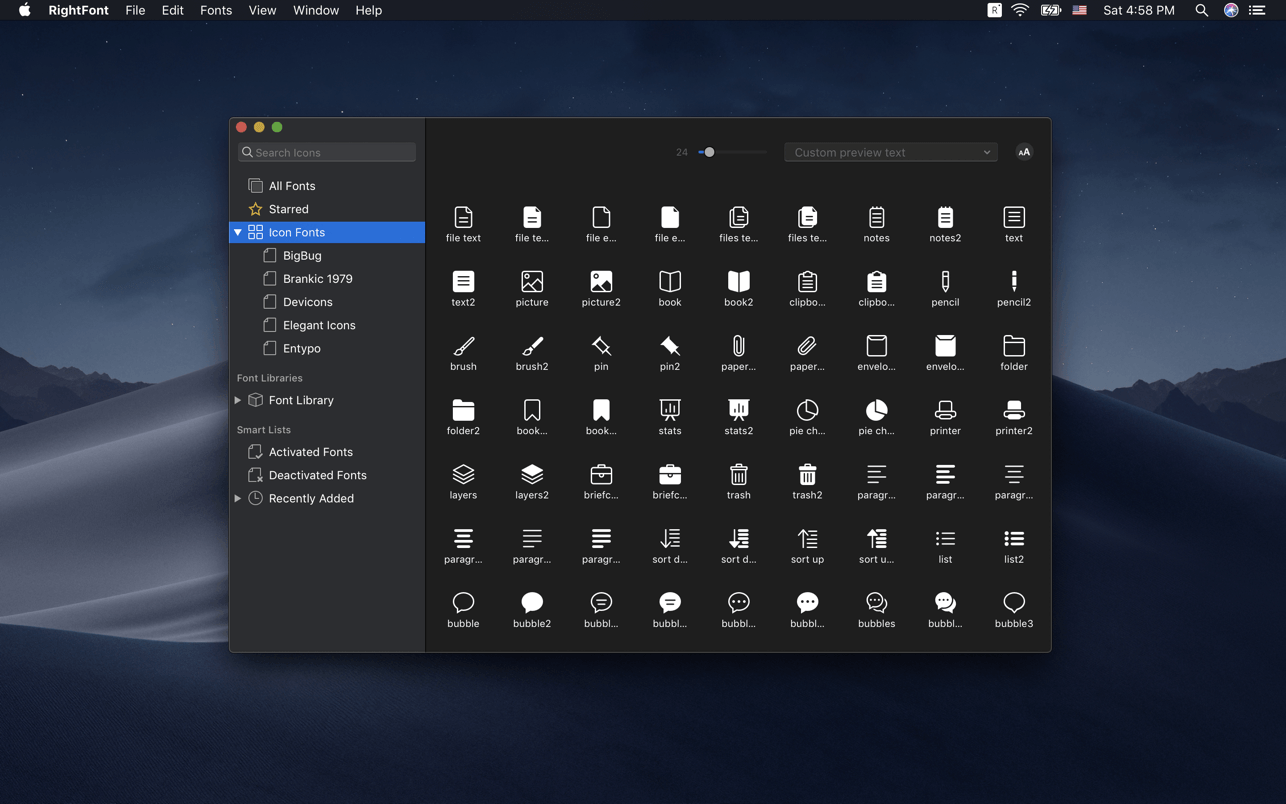 RightFont File Edit Fonts View Window Help R Sat 4:58 PM
Search Icons
24 Custom preview text AA
All Fonts
Starred
Icon Fonts
BigBug
Brankic 1979
Devicons
Elegant Icons
Entypo
Font Libraries
Font Library
Smart Lists
Activated Fonts
Deactivated Fonts
Recently Added
file text file te... file e... file e... files te... files te... notes notes2 text
text2 picture picture2 book book2 clipbo... clipbo... pencil pencil2
brush brush2 pin pin2 paper... paper... envelo... envelo... folder
folder2 book... book... stats stats2 pie ch... pie ch... printer printer2
layers layers2 briefc... briefc... trash trash2 paragr... paragr... paragr...
paragr... paragr... paragr... sort d... sort d... sort up sort u... list list2
bubble bubble2 bubbl... bubbl... bubbl... bubbl... bubbles bubbl... bubble3